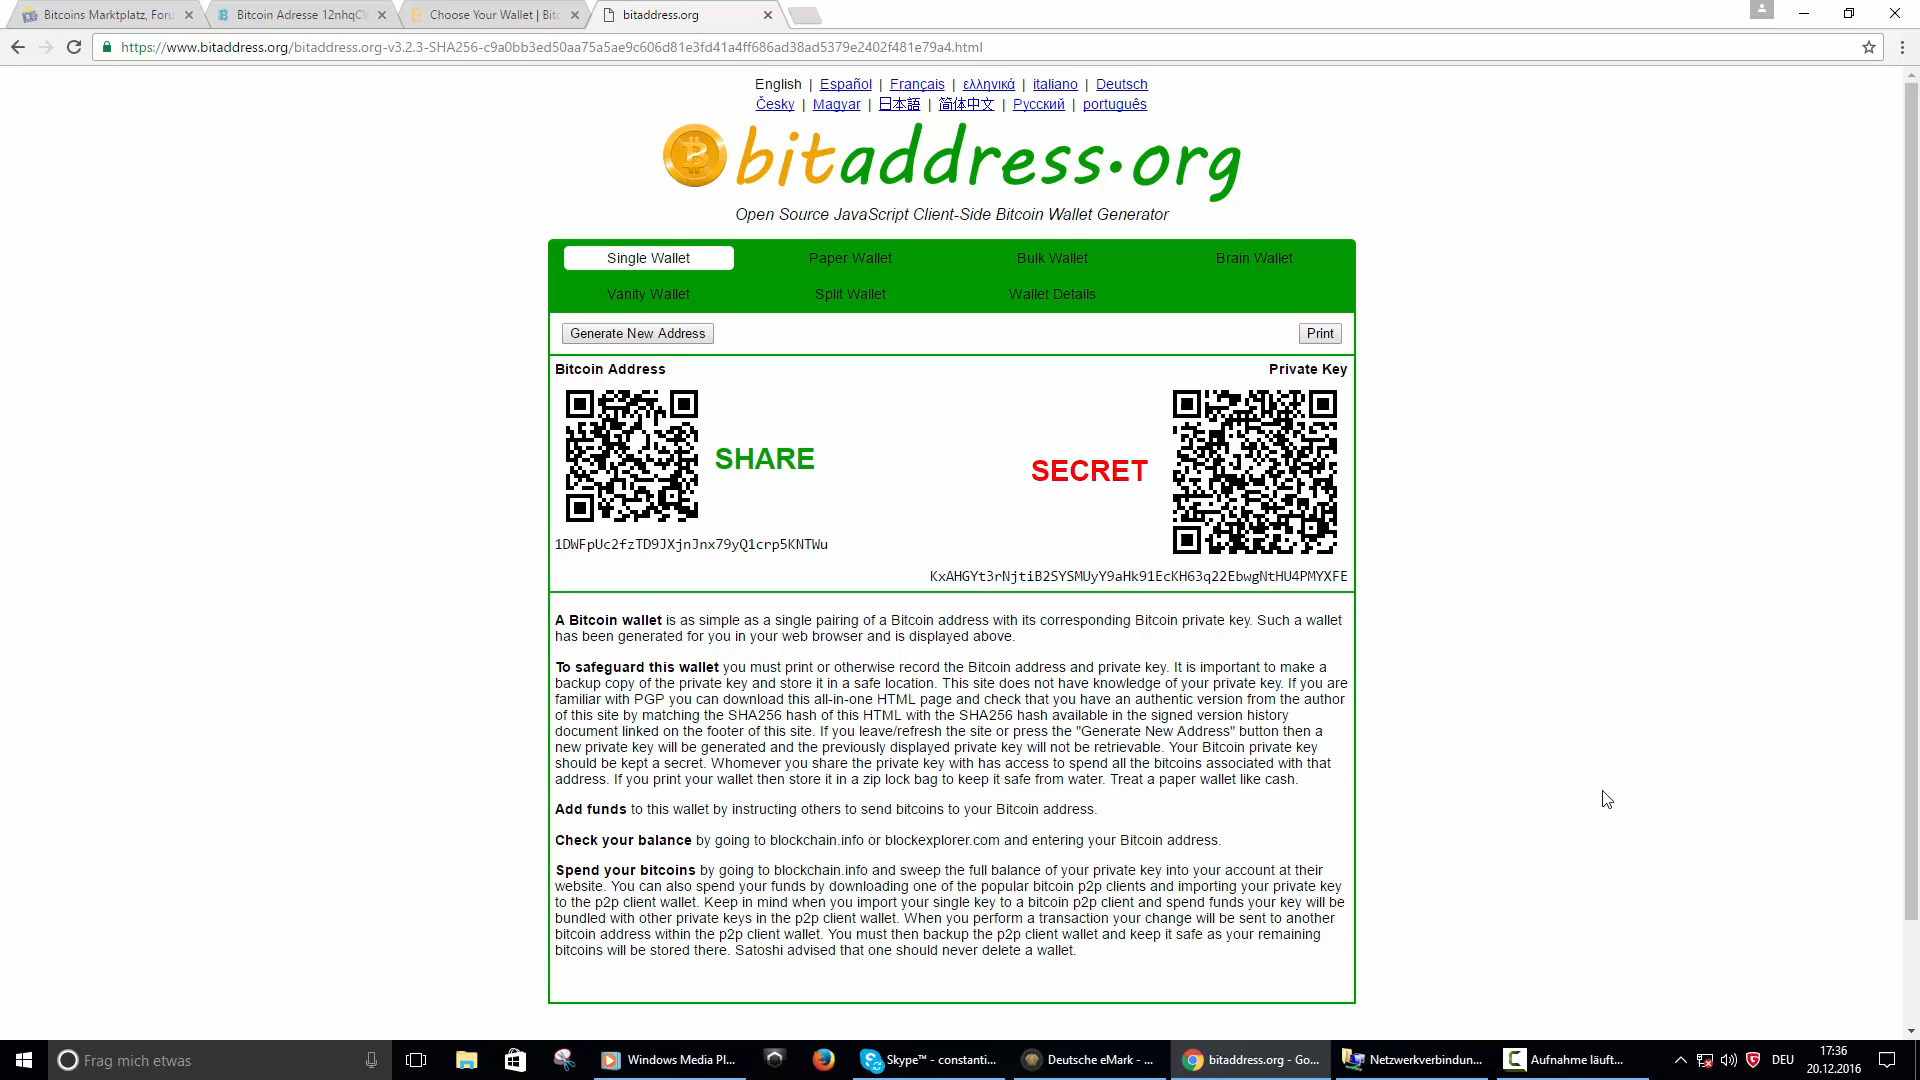 Bitcoins Marktplatz, Foru
Bitcoin Adresse 12nhqCV
Choose Your Wallet | Bitc
bitaddress.org
https://www.bitaddress.org/bitaddress.org-v3.2.3-SHA256-c9a0bb3ed50aa75a5ae9c606d81e3fd41a4ff686ad38ad5379e2402f481e79a4.html
English | Español | Français | ελληνικά | italiano | Deutsch
Česky | Magyar | 日本語 | 简体中文 | Русский | português
bitaddress.org
Open Source JavaScript Client-Side Bitcoin Wallet Generator
Single Wallet Paper Wallet Bulk Wallet Brain Wallet
Vanity Wallet Split Wallet Wallet Details
Generate New Address Print
Bitcoin Address Private Key
SHARE
SECRET
1DWFpUc2fzTD9JXjnJnx79yQ1crp5KNTWu
KxAHGYt3rNjtiB2SYSMUyY9aHk91EcKH63q22EbwgNtHU4PMYXFE
A Bitcoin wallet is as simple as a single pairing of a Bitcoin address with its corresponding Bitcoin private key. Such a wallet
has been generated for you in your web browser and is displayed above.
To safeguard this wallet you must print or otherwise record the Bitcoin address and private key. It is important to make a
backup copy of the private key and store it in a safe location. This site does not have knowledge of your private key. If you are
familiar with PGP you can download this all-in-one HTML page and check that you have an authentic version from the author
of this site by matching the SHA256 hash of this HTML with the SHA256 hash available in the signed version history
document linked on the footer of this site. If you leave/refresh the site or press the "Generate New Address" button then a
new private key will be generated and the previously displayed private key will not be retrievable. Your Bitcoin private key
should be kept a secret. Whomever you share the private key with has access to spend all the bitcoins associated with that
address. If you print your wallet then store it in a zip lock bag to keep it safe from water. Treat a paper wallet like cash.
Add funds to this wallet by instructing others to send bitcoins to your Bitcoin address.
Check your balance by going to blockchain.info or blockexplorer.com and entering your Bitcoin address.
Spend your bitcoins by going to blockchain.info and sweep the full balance of your private key into your account at their
website. You can also spend your funds by downloading one of the popular bitcoin p2p clients and importing your private key
to the p2p client wallet. Keep in mind when you import your single key to a bitcoin p2p client and spend funds your key will be
bundled with other private keys in the p2p client wallet. When you perform a transaction your change will be sent to another
bitcoin address within the p2p client wallet. You must then backup the p2p client wallet and keep it safe as your remaining
bitcoins will be stored there. Satoshi advised that one should never delete a wallet.
Frag mich etwas
Windows Media Pl...
Skype™ - constanti...
Deutsche eMark - ...
bitaddress.org - Go...
Netzwerkverbindun...
Aufnahme läuft...
DEU
17:36
20.12.2016